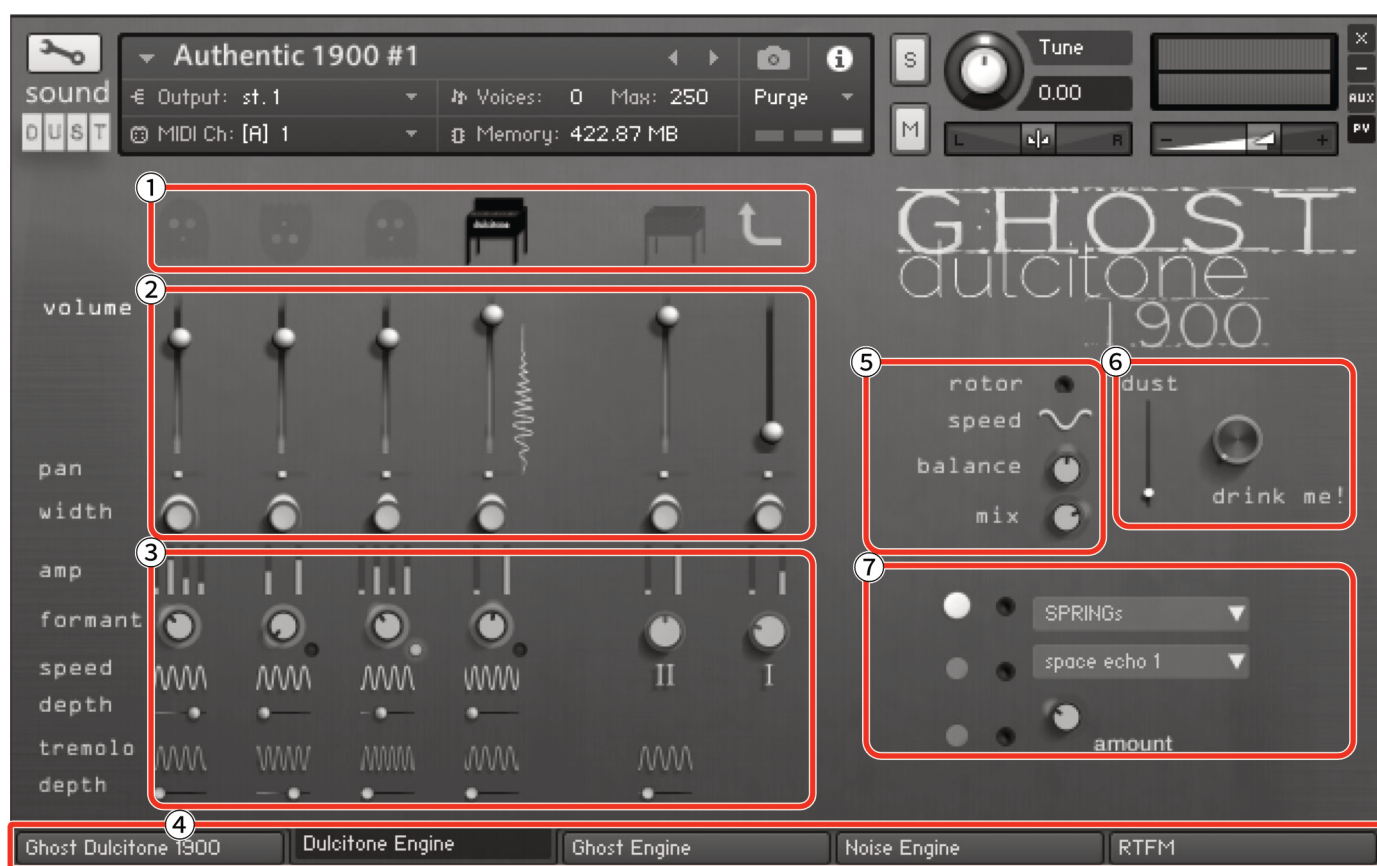 Authentic 1900 #1
i
S
Tune
X
sound
DUST
Output: st.1
Voices: 0 Max: 250
Purge
0.00
-
AUX
MIDI Ch: [A] 1
Memory: 422.87 MB
M
L
R
-
+
PV
1
dulcitone
GHOST
dulcitone
1900
2
volume
pan
width
3
amp
formant
speed
II
I
depth
tremolo
depth
5
rotor
speed
balance
mix
6
dust
drink me!
7
SPRINGs
space echo 1
amount
4
Ghost Dulcitone 1900
Dulcitone Engine
Ghost Engine
Noise Engine
RTFM